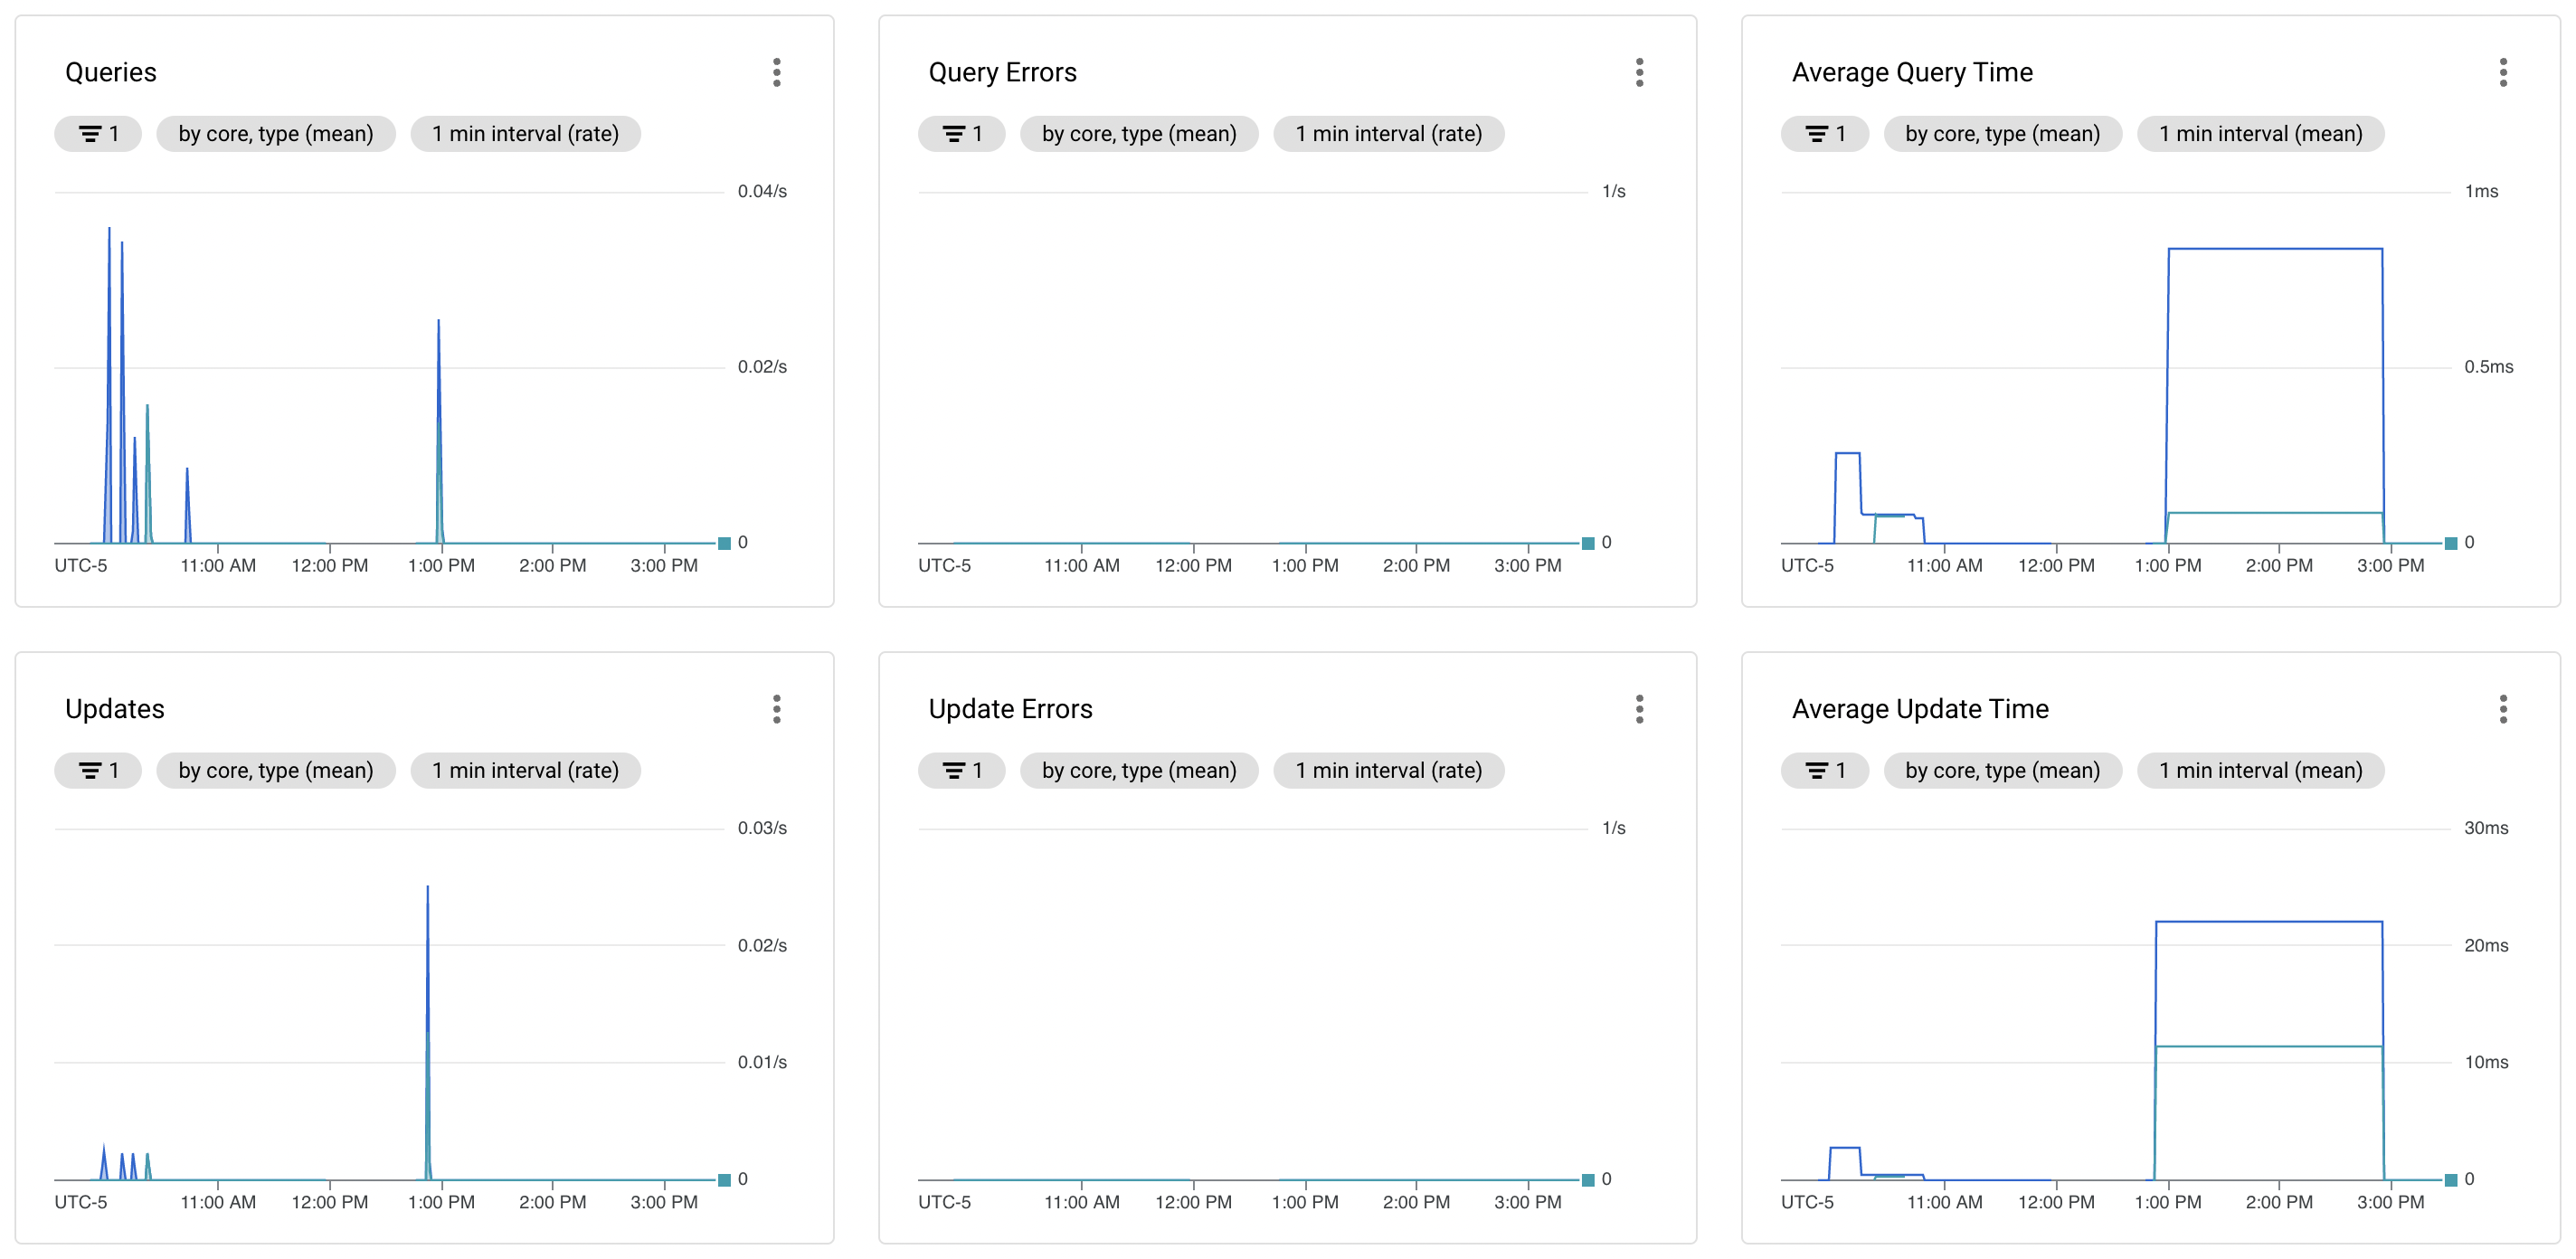 Queries
1 by core, type (mean) 1 min interval (rate)
0.04/s
0.02/s
0
UTC-5 11:00 AM 12:00 PM 1:00 PM 2:00 PM 3:00 PM
Query Errors
1 by core, type (mean) 1 min interval (rate)
1/s
0
UTC-5 11:00 AM 12:00 PM 1:00 PM 2:00 PM 3:00 PM
Average Query Time
1 by core, type (mean) 1 min interval (mean)
1ms
0.5ms
0
UTC-5 11:00 AM 12:00 PM 1:00 PM 2:00 PM 3:00 PM
Updates
1 by core, type (mean) 1 min interval (rate)
0.03/s
0.02/s
0.01/s
0
UTC-5 11:00 AM 12:00 PM 1:00 PM 2:00 PM 3:00 PM
Update Errors
1 by core, type (mean) 1 min interval (rate)
1/s
0
UTC-5 11:00 AM 12:00 PM 1:00 PM 2:00 PM 3:00 PM
Average Update Time
1 by core, type (mean) 1 min interval (mean)
30ms
20ms
10ms
0
UTC-5 11:00 AM 12:00 PM 1:00 PM 2:00 PM 3:00 PM